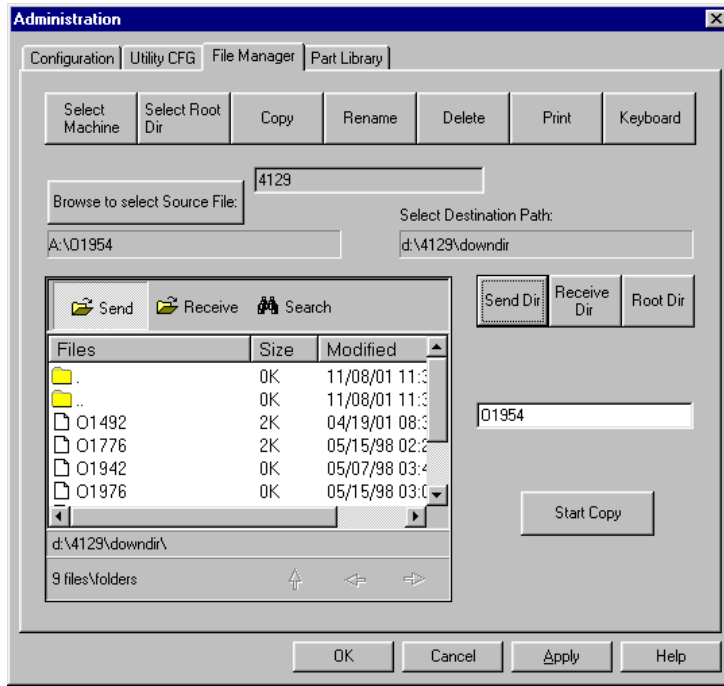 Administration
Configuration Utility CFG File Manager Part Library
Select Machine Select Root Dir Copy Rename Delete Print Keyboard
4129
Browse to select Source File:
Select Destination Path:
A:\O1954 d:\4129\downdir
Send Receive Search
Send Dir Receive Dir Root Dir
Files Size Modified
. 0K 11/08/01 11:3
.. 0K 11/08/01 11:3
O1492 2K 04/19/01 08:3
O1776 2K 05/15/98 02:2
O1942 0K 05/07/98 03:4
O1976 0K 05/15/98 03:0
O1954
Start Copy
d:\4129\downdir\
9 files\folders
OK Cancel Apply Help